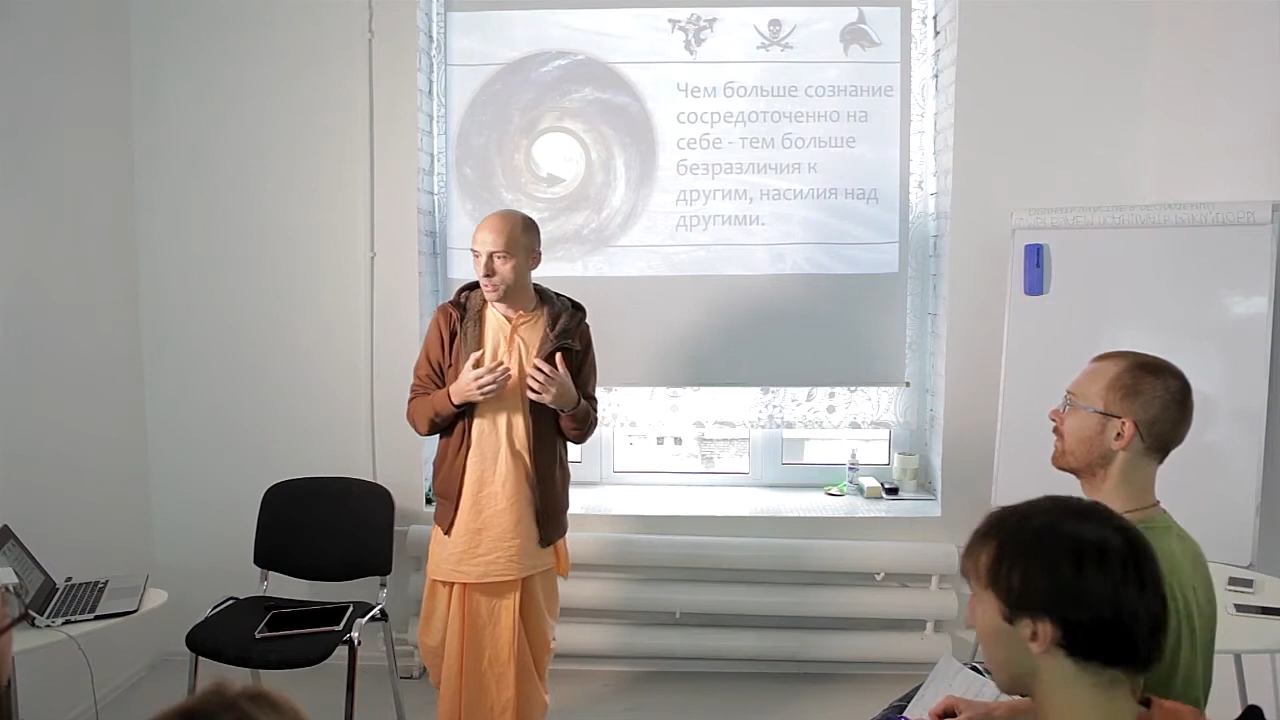 Чем больше сознание
сосредоточенно на
себе - тем больше
безразличия к
другим, насилия над
другими.